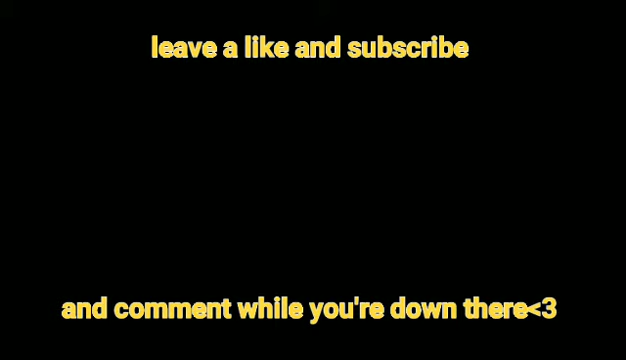 leave a like and subscribe
and comment while you're down there<3